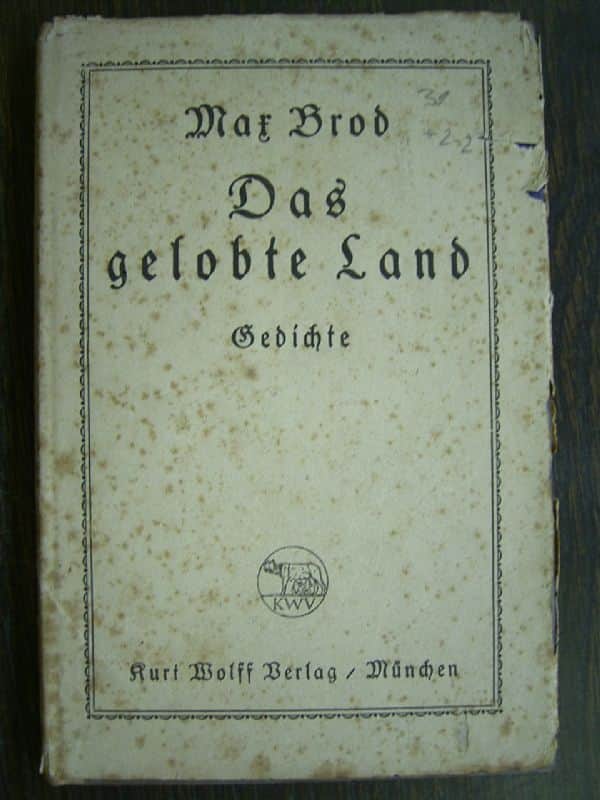 Max Brod
Das
gelobte Land
Gedichte
KWV
Kurt Wolff Verlag / München